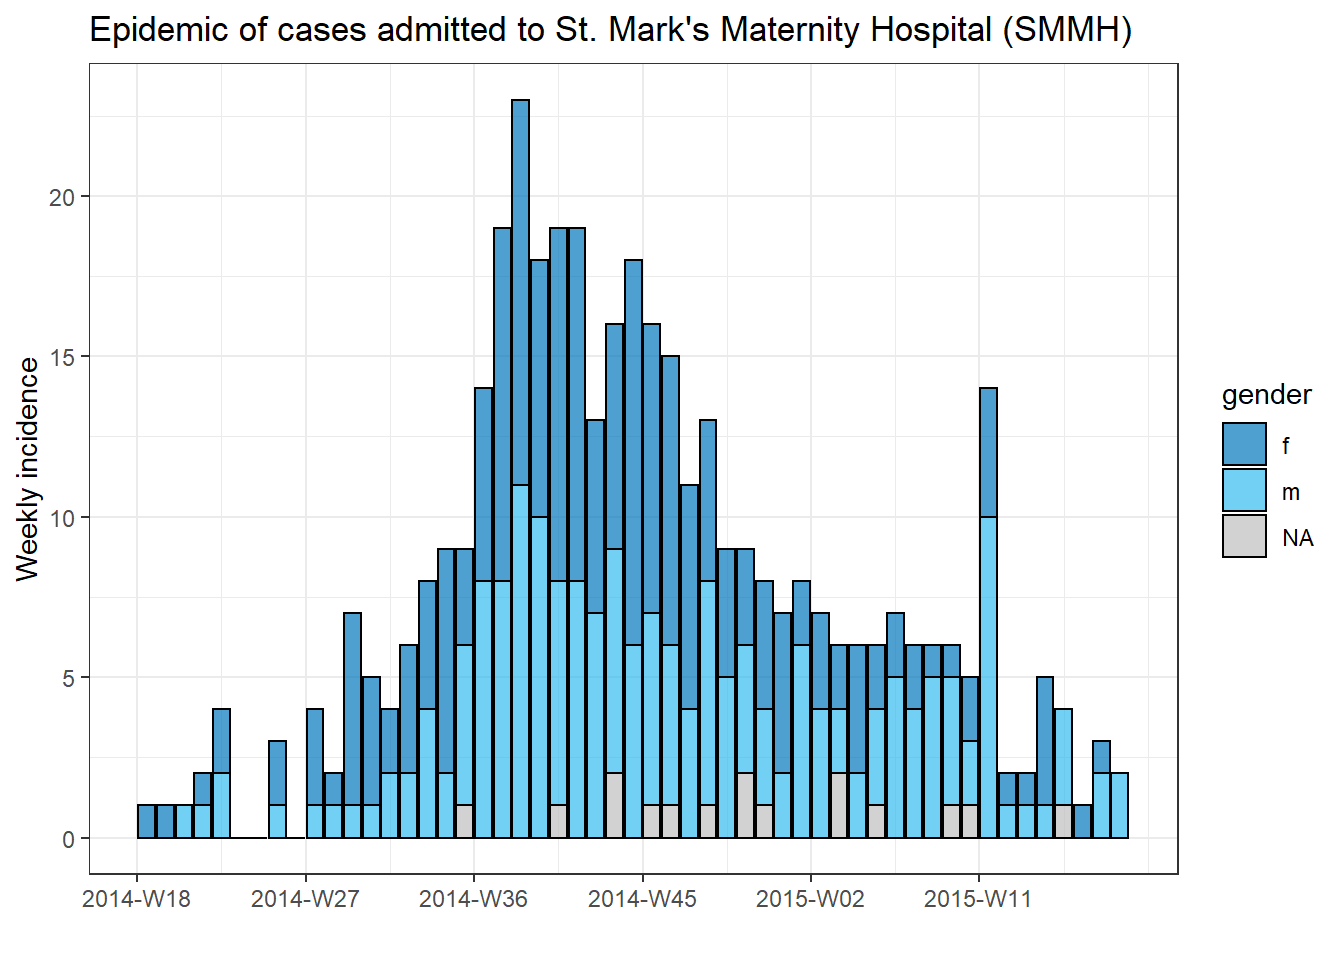 Epidemic of cases admitted to St. Mark's Maternity Hospital (SMMH)
Weekly incidence
20
15
10
5
0
2014-W18
2014-W27
2014-W36
2014-W45
2015-W02
2015-W11
gender
f
m
NA